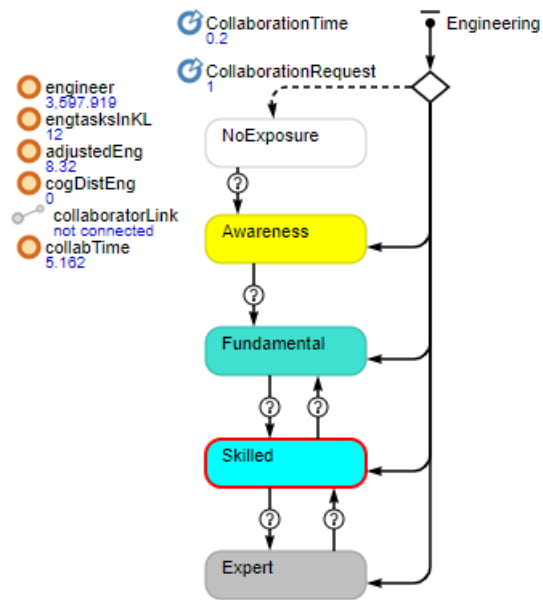 CollaborationTime
0.2
Engineering
CollaborationRequest
1
engineer
3,597.919
engtasksInKL
12
adjustedEng
8.32
cogDistEng
0
collaboratorLink
not connected
collabTime
5.162
NoExposure
?
Awareness
?
Fundamental
? ?
Skilled
? ?
Expert